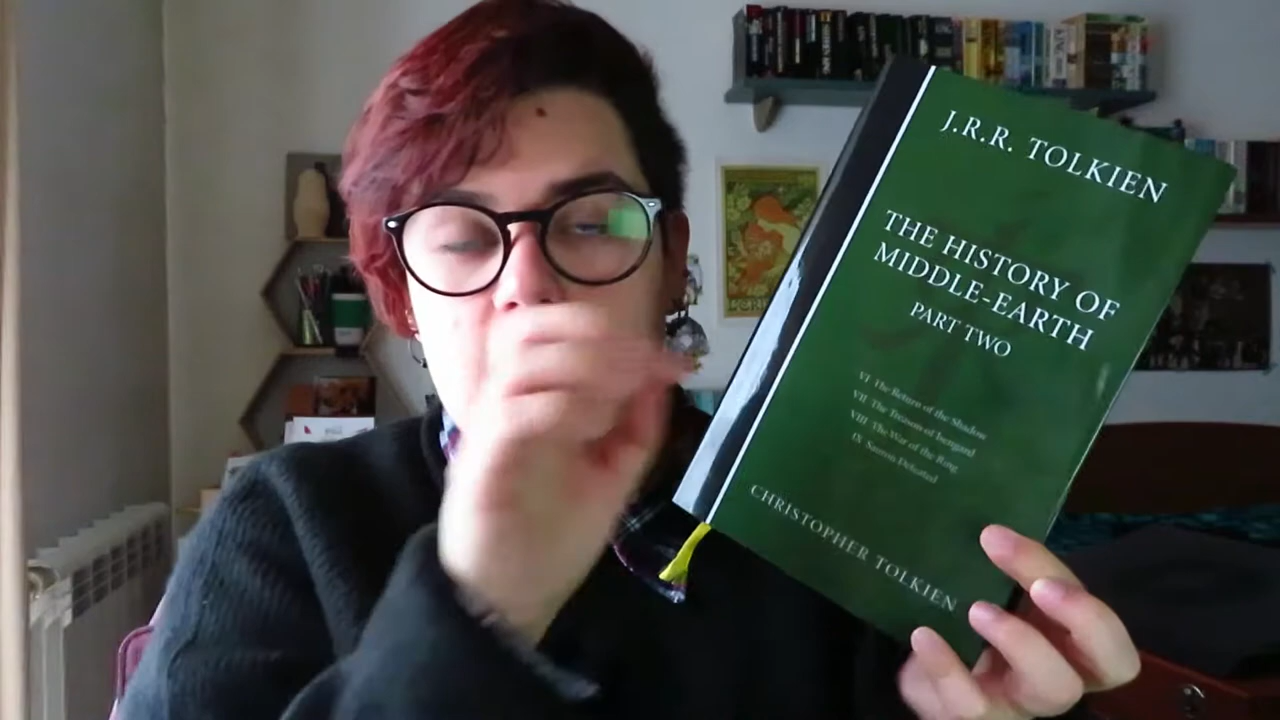 J.R.R. TOLKIEN
THE HISTORY OF
MIDDLE-EARTH
PART TWO
VI The Return of the Shadow
VII The Treason of Isengard
VIII The War of the Ring
IX Sauron Defeated
CHRISTOPHER TOLKIEN